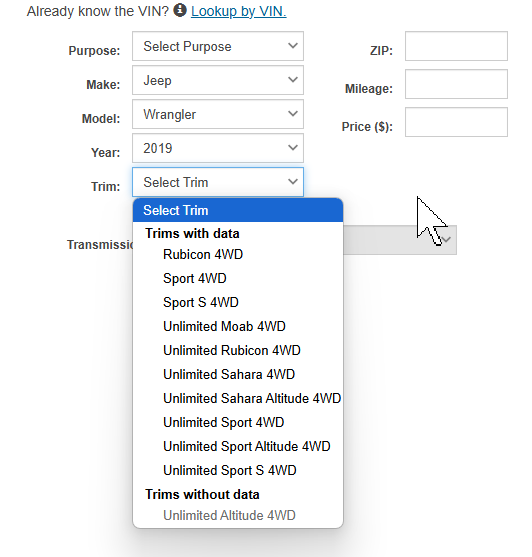 Already know the VIN? Lookup by VIN.
Purpose: Select Purpose
ZIP:
Make: Jeep
Mileage:
Model: Wrangler
Price ($):
Year: 2019
Trim: Select Trim
Select Trim
Trims with data
Transmissio
Rubicon 4WD
Sport 4WD
Sport S 4WD
Unlimited Moab 4WD
Unlimited Rubicon 4WD
Unlimited Sahara 4WD
Unlimited Sahara Altitude 4WD
Unlimited Sport 4WD
Unlimited Sport Altitude 4WD
Unlimited Sport S 4WD
Trims without data
Unlimited Altitude 4WD